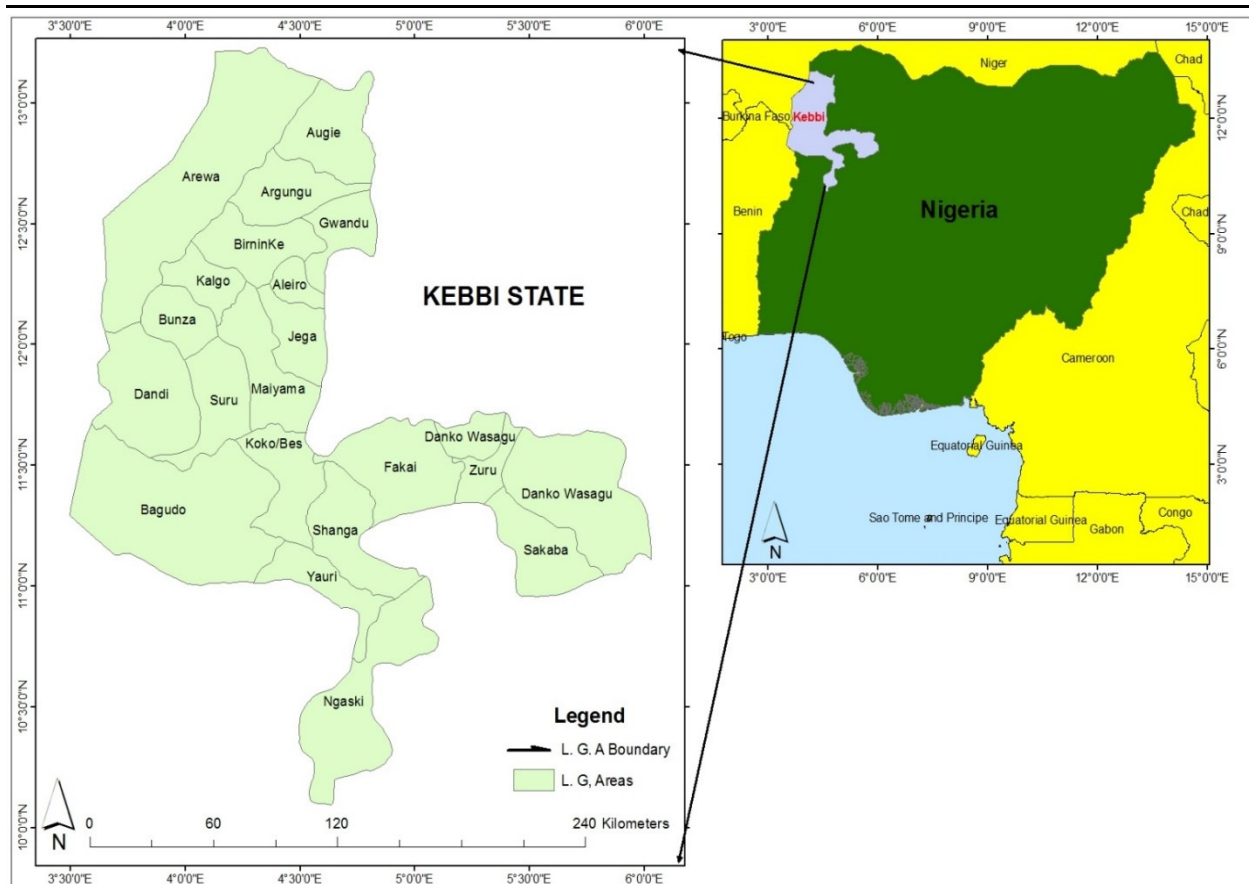 3°30'0"E 4°0'0"E 4°30'0"E 5°0'0"E 5°30'0"E 6°0'0"E
13°0'0"N
12°30'0"N
12°0'0"N
11°30'0"N
11°0'0"N
10°30'0"N
10°0'0"N
Augie
Arewa
Argungu
Gwandu
BirninKe
Kalgo
Aleiro
Bunza
Jega
Dandi
Suru
Maiyama
Koko/Bes
Danko Wasagu
Fakai
Zuru
Danko Wasagu
Bagudo
Shanga
Sakaba
Yauri
Ngaski
KEBBI STATE
Legend
L. G. A Boundary
L. G, Areas
0 60 120 240 Kilometers
N
3°30'0"E 4°0'0"E 4°30'0"E 5°0'0"E 5°30'0"E 6°0'0"E
3°0'0"E 6°0'0"E 9°0'0"E 12°0'0"E 15°0'0"E
Niger
Chad
Burkina Faso
Kebbi
Benin
Nigeria
Chad
Togo
Cameroon
Equatorial Guinea
Sao Tome and Principe
Equatorial Guinea
Gabon
Congo
N
12°0'0"N
9°0'0"N
6°0'0"N
3°0'0"N
3°0'0"E 6°0'0"E 9°0'0"E 12°0'0"E 15°0'0"E